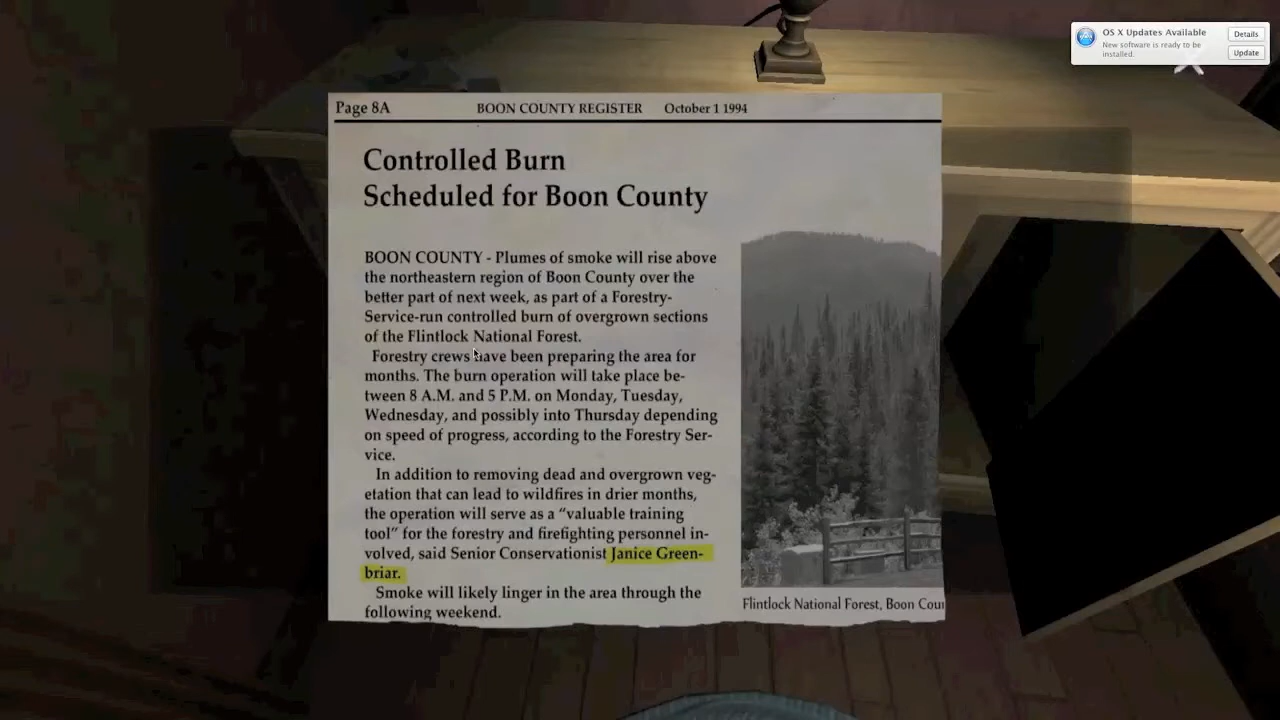 OS X Updates Available
Details
New software is ready to be
installed.
Update
Page 8A BOON COUNTY REGISTER October 1 1994
Controlled Burn
Scheduled for Boon County
BOON COUNTY - Plumes of smoke will rise above
the northeastern region of Boon County over the
better part of next week, as part of a Forestry-
Service-run controlled burn of overgrown sections
of the Flintlock National Forest.
Forestry crews have been preparing the area for
months. The burn operation will take place be-
tween 8 A.M. and 5 P.M. on Monday, Tuesday,
Wednesday, and possibly into Thursday depending
on speed of progress, according to the Forestry Ser-
vice.
In addition to removing dead and overgrown veg-
etation that can lead to wildfires in drier months,
the operation will serve as a “valuable training
tool” for the forestry and firefighting personnel in-
volved, said Senior Conservationist Janice Green-
briar.
Smoke will likely linger in the area through the
following weekend.
Flintlock National Forest, Boon Coun